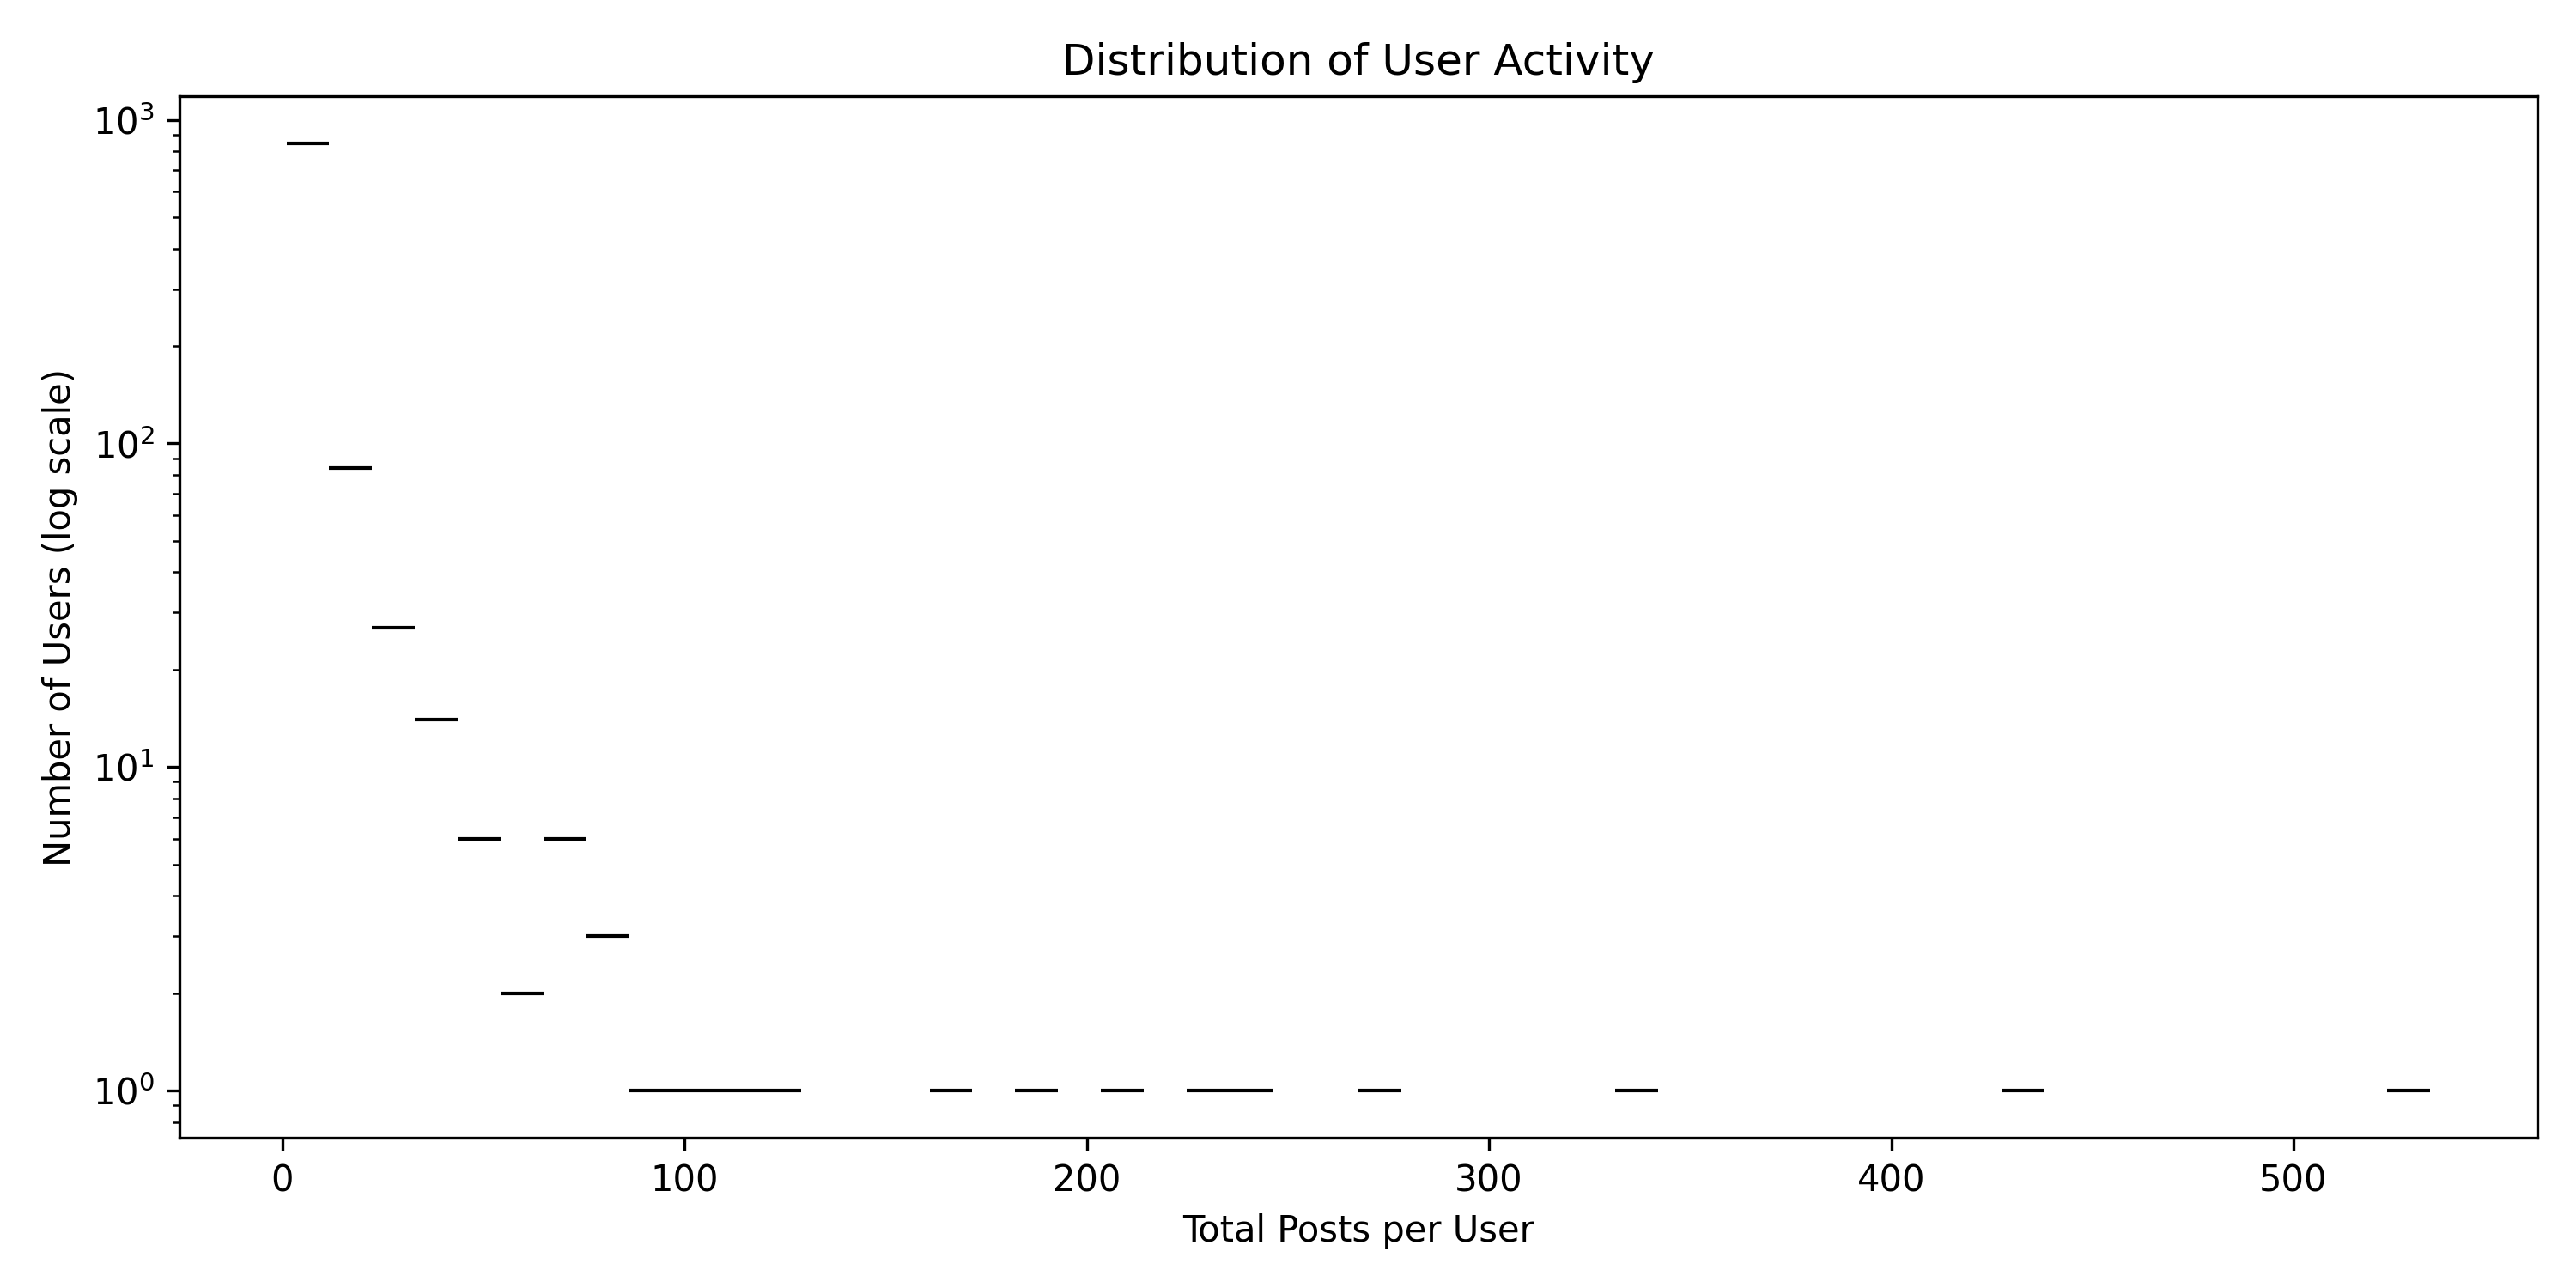 Distribution of User Activity
10³
10²
10¹
10⁰
Number of Users (log scale)
0 100 200 300 400 500
Total Posts per User